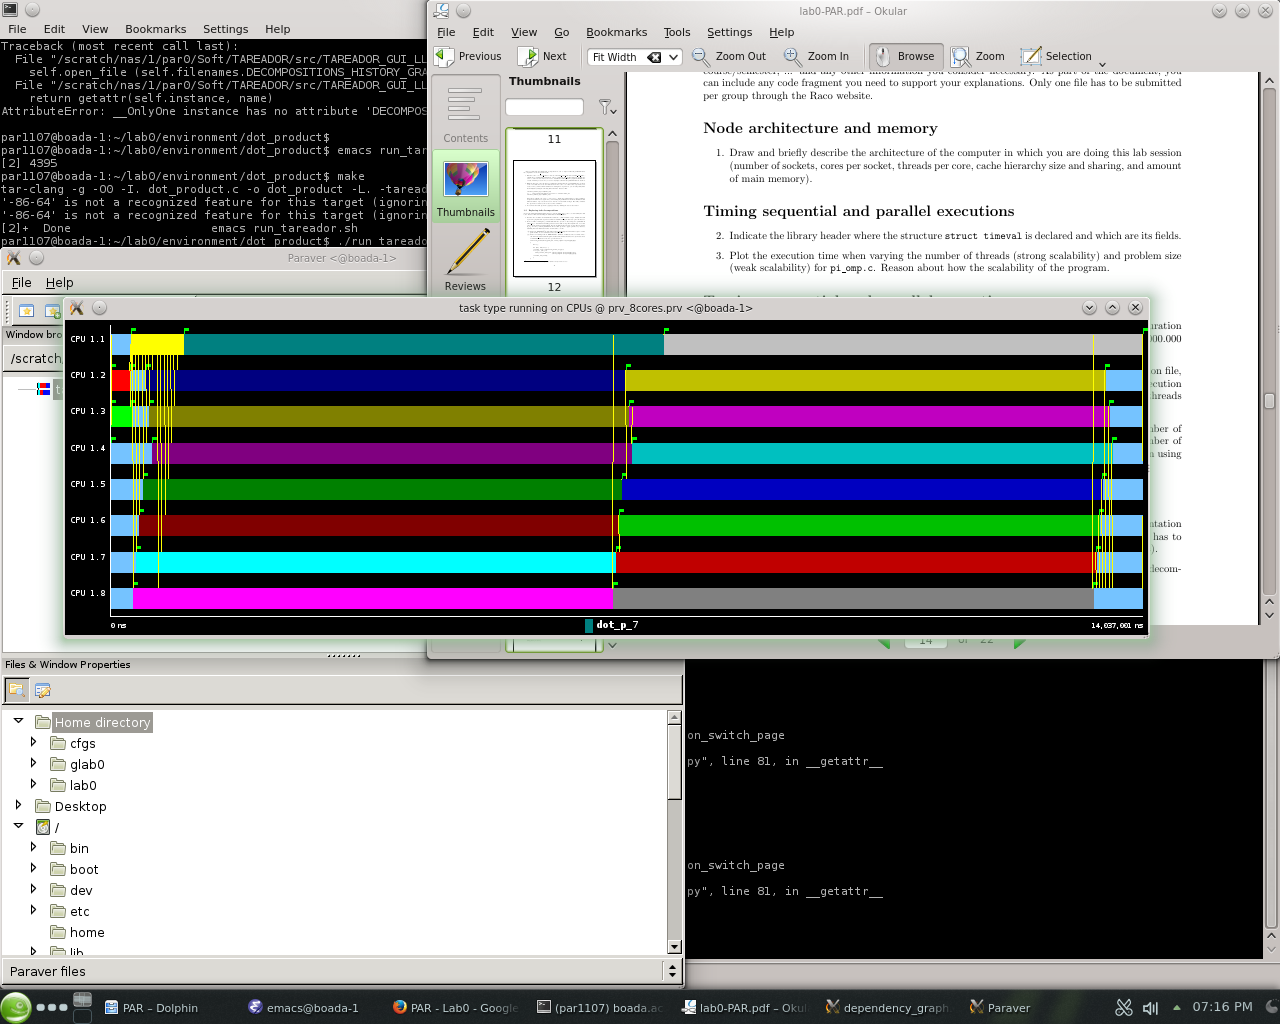 File Edit View Bookmarks Settings Help
Traceback (most recent call last):
File "/scratch/nas/1/par0/Soft/TAREADOR/src/TAREADOR_GUI_LL
self.open_file (self.filenames.DECOMPOSITIONS_HISTORY_GRA
File "/scratch/nas/1/par0/Soft/TAREADOR/src/TAREADOR_GUI_LL
return getattr(self.instance, name)
AttributeError: __OnlyOne instance has no attribute 'DECOMPOS
par1107@boada-1:~/lab0/environment/dot_product$
par1107@boada-1:~/lab0/environment/dot_product$ emacs run_tar
[2] 4395
par1107@boada-1:~/lab0/environment/dot_product$ make
tar-clang -g -O0 -I. dot_product.c -o dot_product -L. -taread
'-86-64' is not a recognized feature for this target (ignorin
'-86-64' is not a recognized feature for this target (ignorin
[2]+ Done emacs run_tareador.sh
par1107@boada-1:~/lab0/environment/dot_product$ ./run_tareado
lab0-PAR.pdf – Okular
File Edit View Go Bookmarks Tools Settings Help
Previous Next Fit Width Zoom Out Zoom In Browse Zoom Selection
Thumbnails
Contents
Thumbnails
Reviews
11
12
can include any code fragment you need to support your explanations. Only one file has to be submitted
per group through the Raco website.
Node architecture and memory
1. Draw and briefly describe the architecture of the computer in which you are doing this lab session
(number of sockets, cores per socket, threads per core, cache hierarchy size and sharing, and amount
of main memory).
Timing sequential and parallel executions
2. Indicate the library header where the structure struct timeval is declared and which are its fields.
3. Plot the execution time when varying the number of threads (strong scalability) and problem size
(weak scalability) for pi_omp.c. Reason about how the scalability of the program.
uration
000.000
on file,
ecution
hreads
mber of
mber of
n using
ntation
has to
).
decom-
14 of 22
Paraver <@boada-1>
File Help
Window bro
/scratch
task type running on CPUs @ prv_8cores.prv <@boada-1>
CPU 1.1
CPU 1.2
CPU 1.3
CPU 1.4
CPU 1.5
CPU 1.6
CPU 1.7
CPU 1.8
0 ns dot_p_7 14,037,001 ns
Files & Window Properties
Home directory
cfgs
glab0
lab0
Desktop
/
bin
boot
dev
etc
home
lib
Paraver files
on_switch_page
py", line 81, in __getattr__
on_switch_page
py", line 81, in __getattr__
PAR – Dolphin emacs@boada-1 PAR - Lab0 - Google (par1107) boada.ac lab0-PAR.pdf – Okul dependency_graph. Paraver 07:16 PM